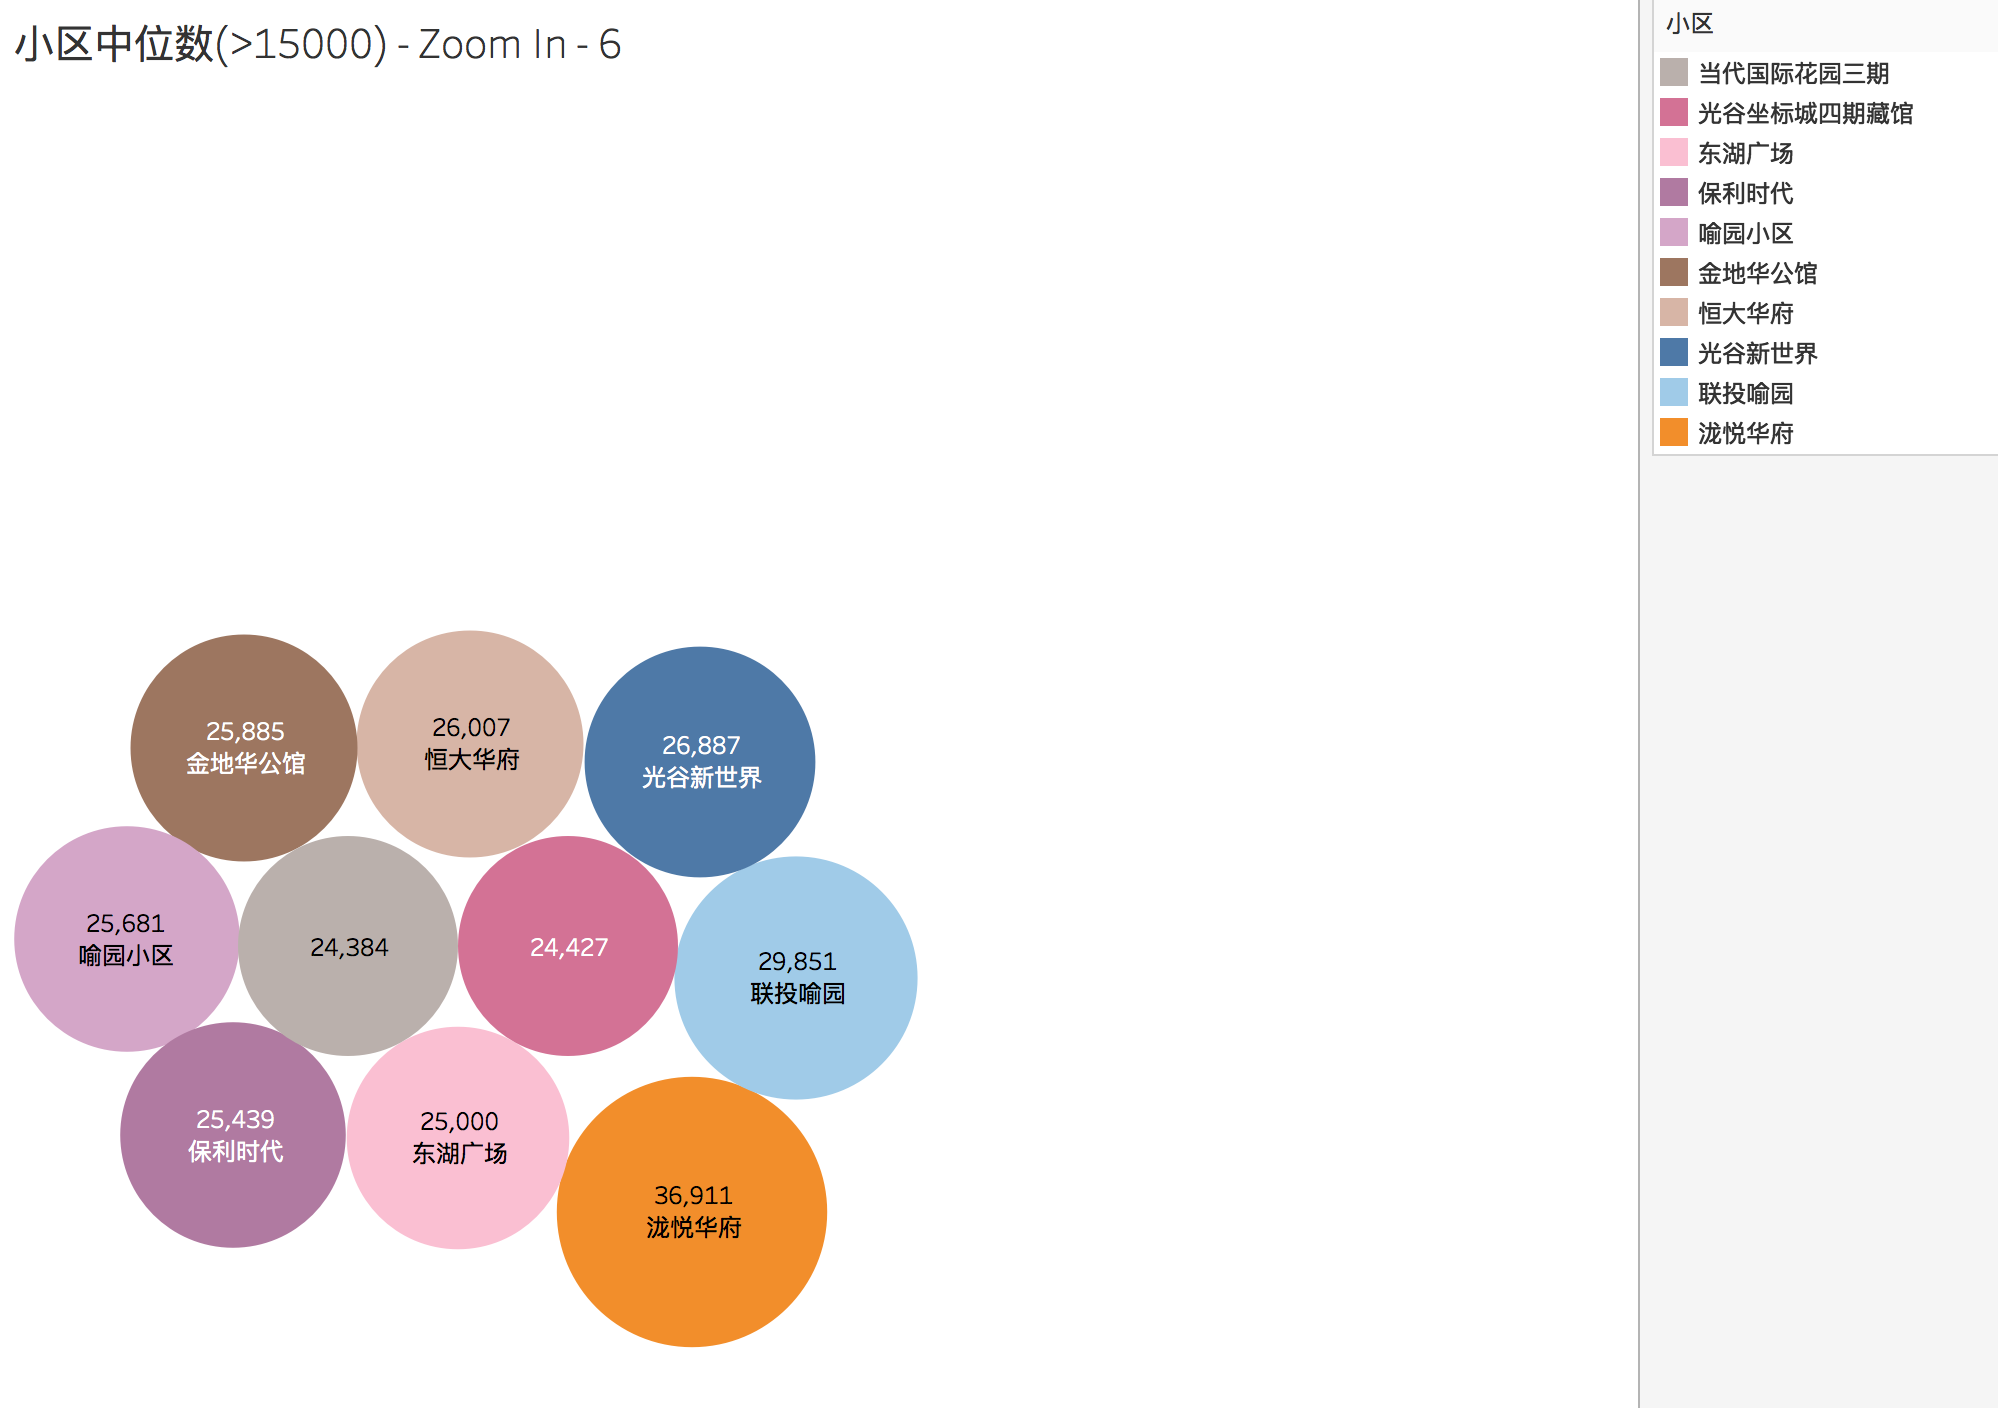 小区中位数(>15000) - Zoom In - 6
小区
当代国际花园三期
光谷坐标城四期藏馆
东湖广场
保利时代
喻园小区
金地华公馆
恒大华府
光谷新世界
联投喻园
泷悦华府
25,885
金地华公馆
26,007
恒大华府
26,887
光谷新世界
25,681
喻园小区
24,384
24,427
29,851
联投喻园
25,439
保利时代
25,000
东湖广场
36,911
泷悦华府